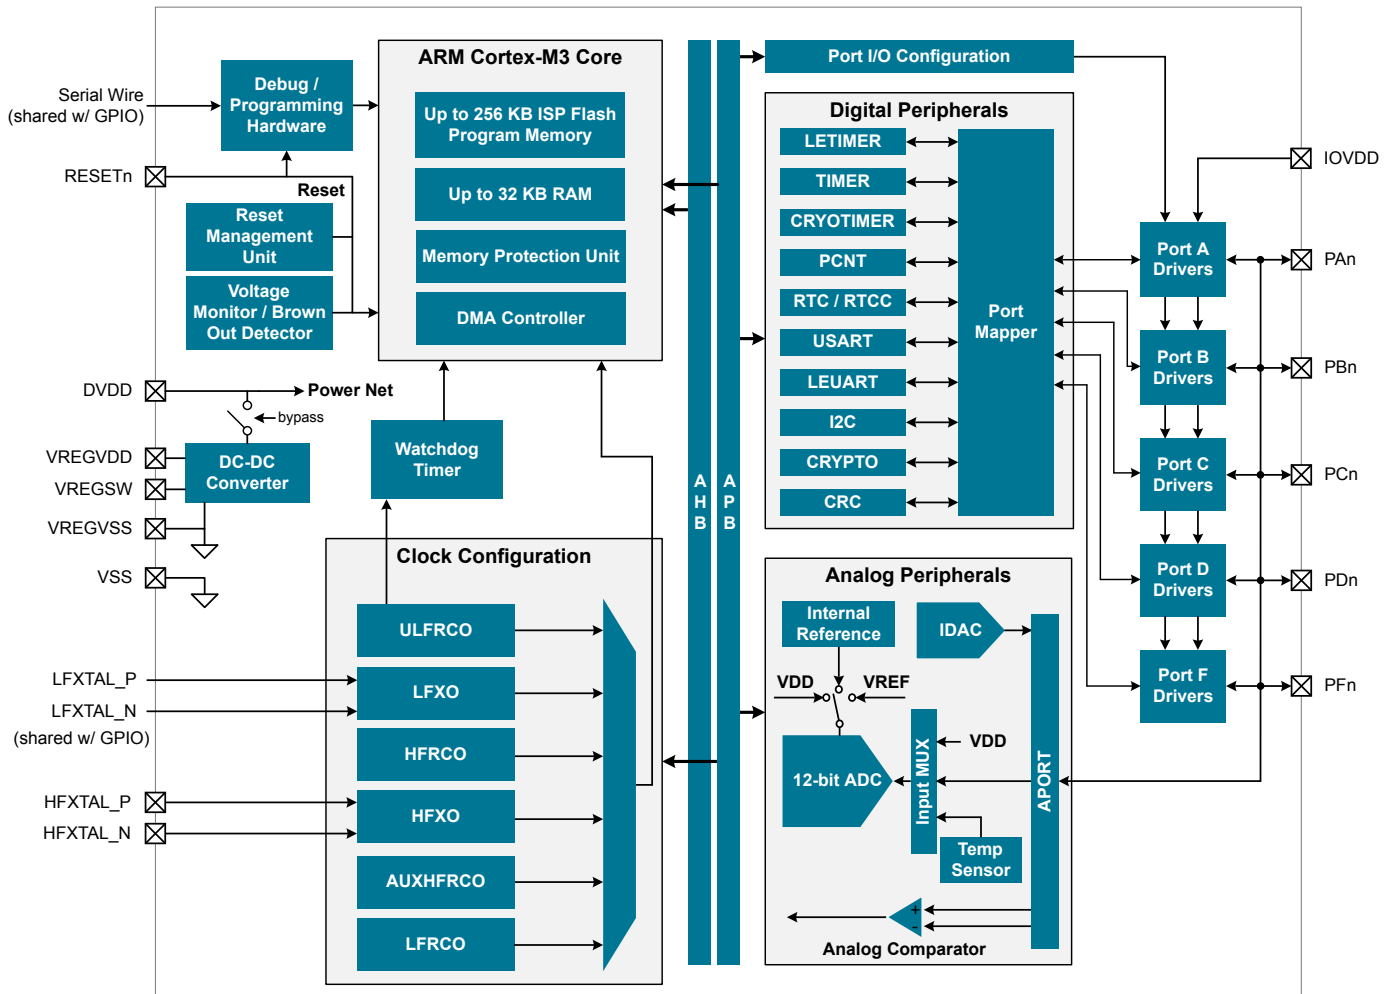 ARM Cortex-M3 Core
Port I/O Configuration
Serial Wire
(shared w/ GPIO)
Debug /
Programming
Hardware
Up to 256 KB ISP Flash
Program Memory
Up to 32 KB RAM
Memory Protection Unit
DMA Controller
RESETn
Reset
Reset
Management
Unit
Voltage
Monitor / Brown
Out Detector
DVDD
Power Net
bypass
VREGVDD
VREGSW
VREGVSS
VSS
DC-DC
Converter
Watchdog
Timer
Clock Configuration
ULFRCO
LFXO
HFRCO
HFXO
AUXHFRCO
LFRCO
LFXTAL_P
LFXTAL_N
(shared w/ GPIO)
HFXTAL_P
HFXTAL_N
A
H
B
A
P
B
Digital Peripherals
LETIMER
TIMER
CRYOTIMER
PCNT
RTC / RTCC
USART
LEUART
I2C
CRYPTO
CRC
Port
Mapper
Analog Peripherals
Internal
Reference
IDAC
VDD
VREF
12-bit ADC
Input MUX
VDD
Temp
Sensor
APORT
+
-
Analog Comparator
Port A
Drivers
Port B
Drivers
Port C
Drivers
Port D
Drivers
Port F
Drivers
IOVDD
PAn
PBn
PCn
PDn
PFn